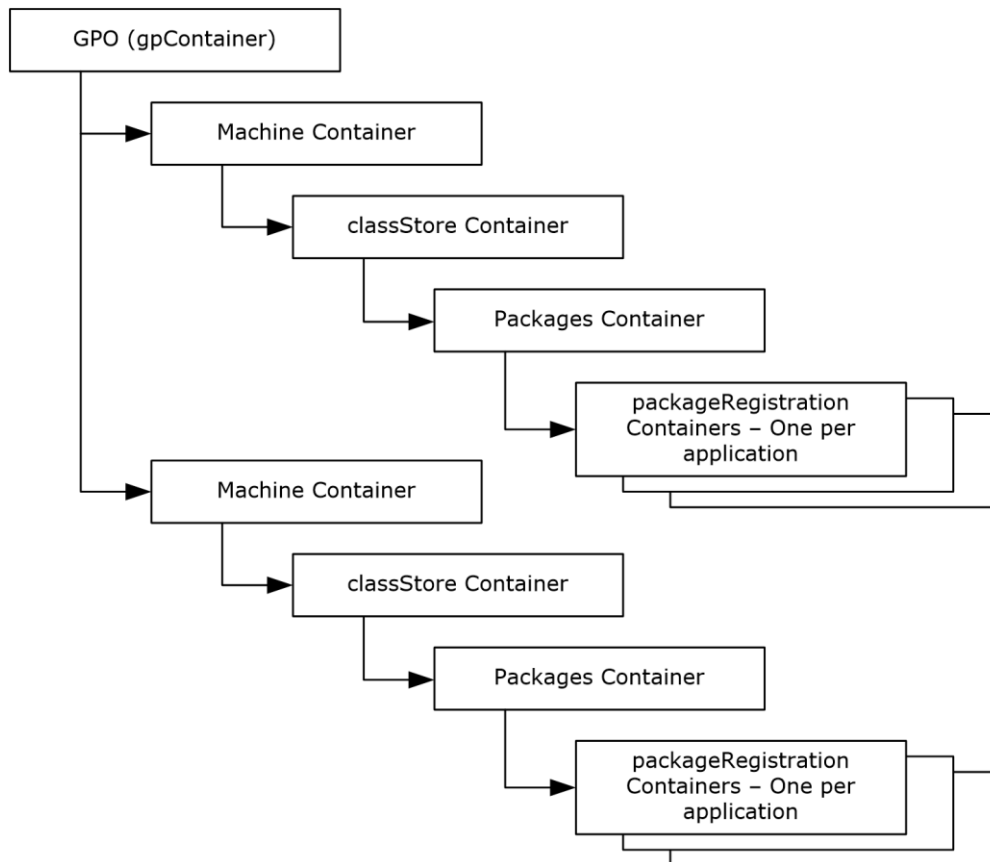 GPO (gpContainer)
Machine Container
classStore Container
Packages Container
packageRegistration
Containers – One per
application
Machine Container
classStore Container
Packages Container
packageRegistration
Containers – One per
application